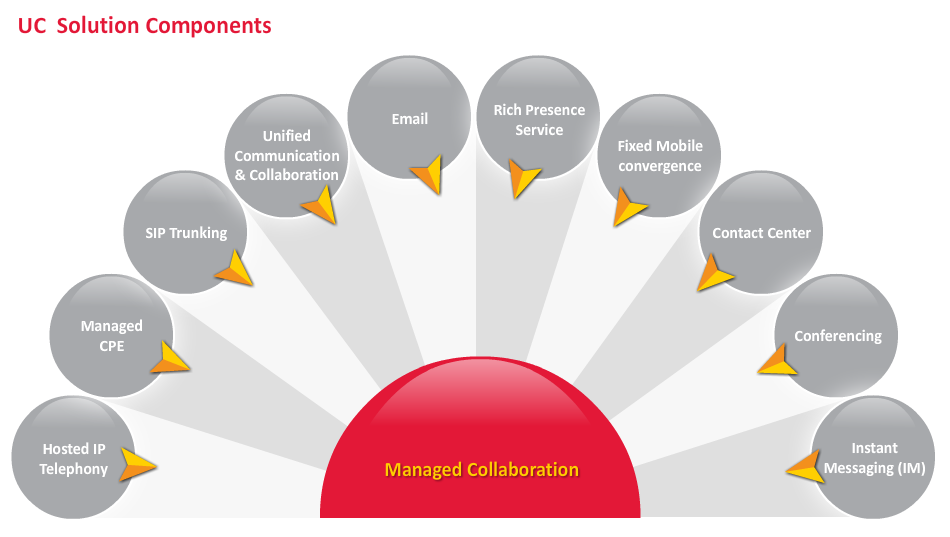 UC  Solution Components
Email
Rich Presence
Service
Unified
Communication
& Collaboration
Fixed Mobile
convergence
SIP Trunking
Contact Center
Managed
CPE
Conferencing
Hosted IP
Telephony
Instant
Messaging (IM)
Managed Collaboration